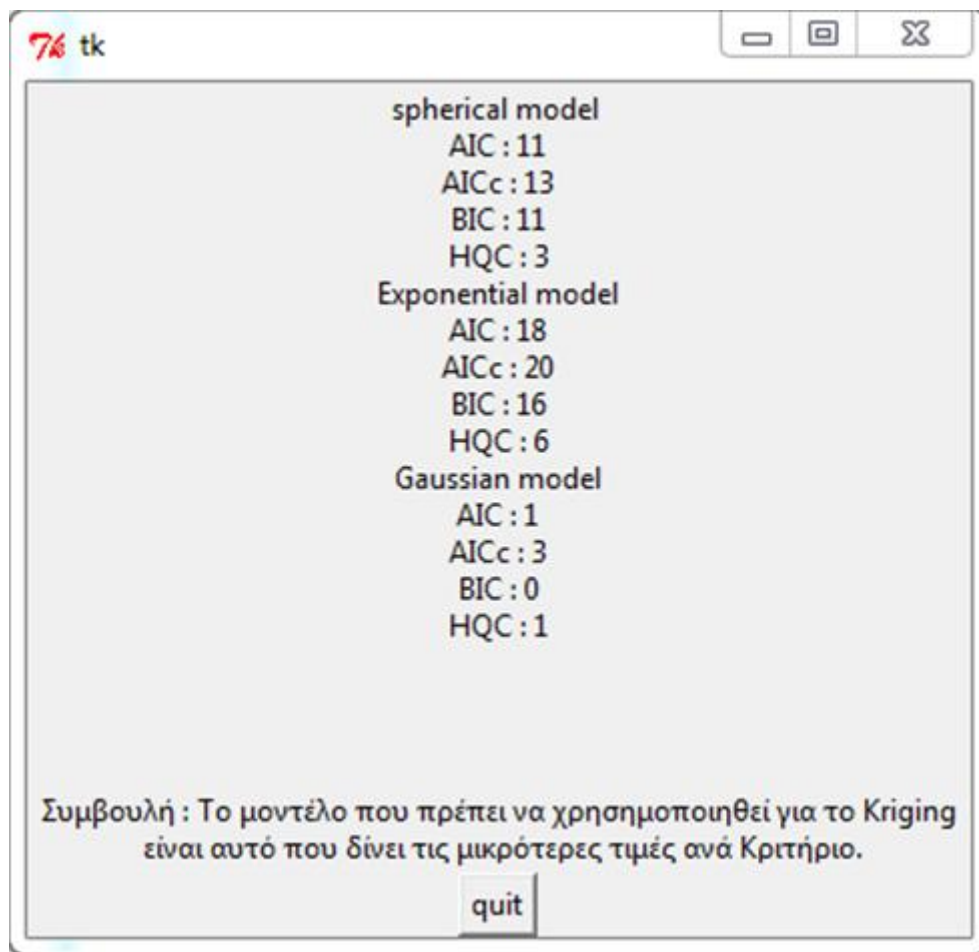 tk
spherical model
AIC : 11
AICc : 13
BIC : 11
HQC : 3
Exponential model
AIC : 18
AICc : 20
BIC : 16
HQC : 6
Gaussian model
AIC : 1
AICc : 3
BIC : 0
HQC : 1
Συμβουλή : Το μοντέλο που πρέπει να χρησημοποιηθεί για το Kriging
είναι αυτό που δίνει τις μικρότερες τιμές ανά Κριτήριο.
quit